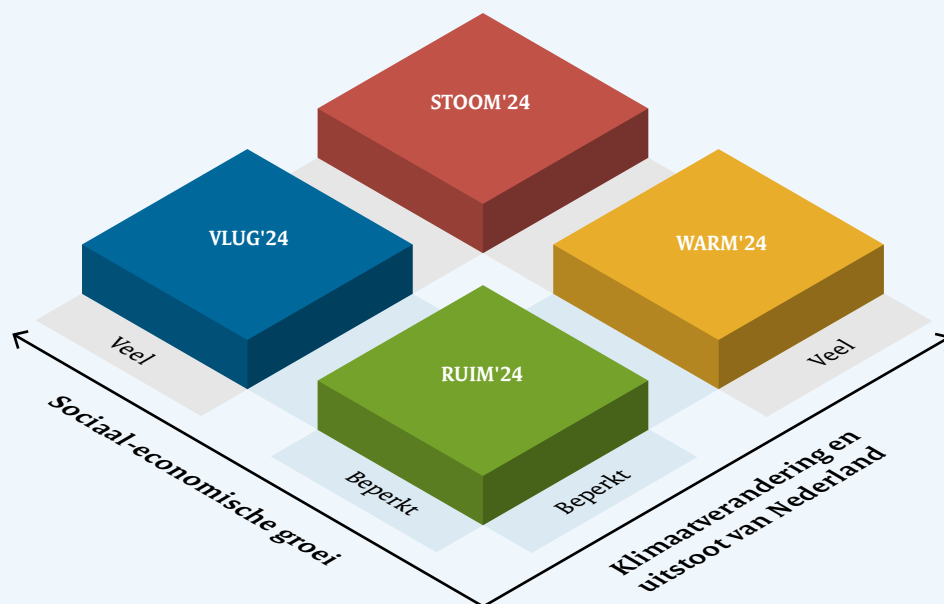 STOOM'24
VLUG'24
WARM'24
RUIM'24
Veel
Veel
Beperkt
Beperkt
Sociaal-economische groei
Klimaatverandering en
uitstoot van Nederland